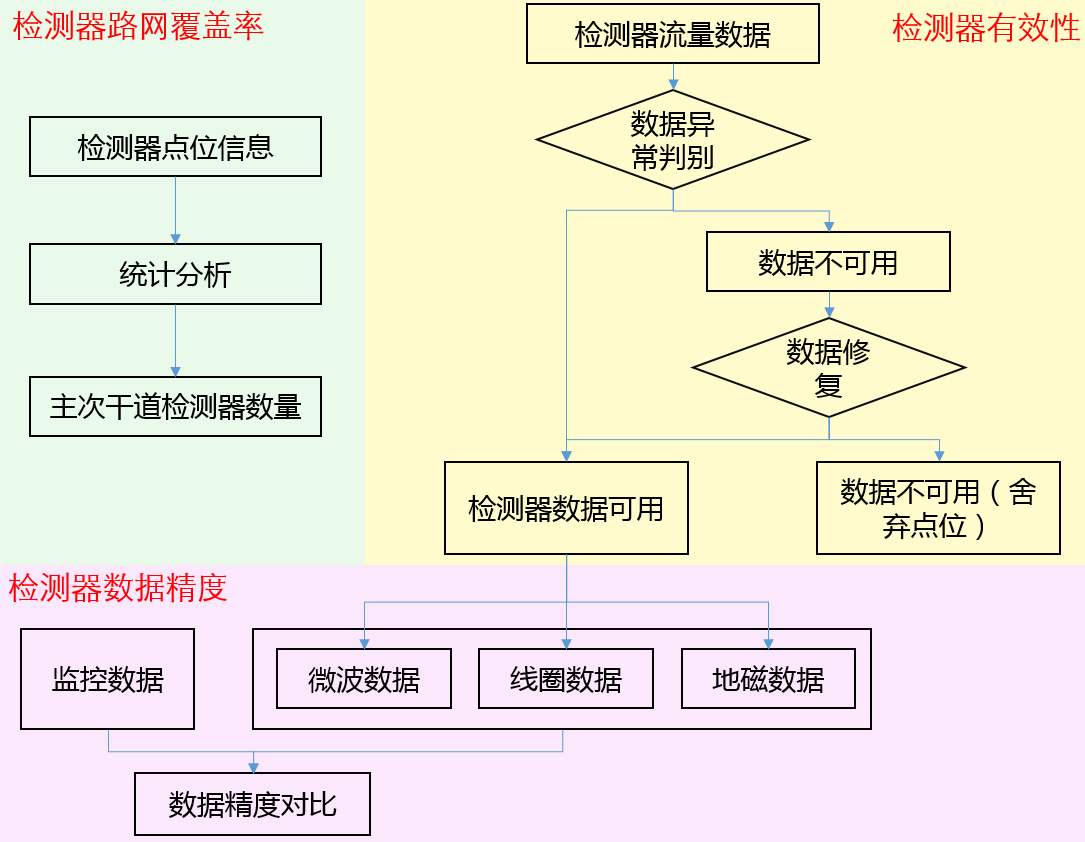 检测器路网覆盖率
检测器点位信息
统计分析
主次干道检测器数量
检测器有效性
检测器流量数据
数据异
常判别
数据不可用
数据修
复
检测器数据可用
数据不可用（舍
弃点位）
检测器数据精度
监控数据
微波数据
线圈数据
地磁数据
数据精度对比